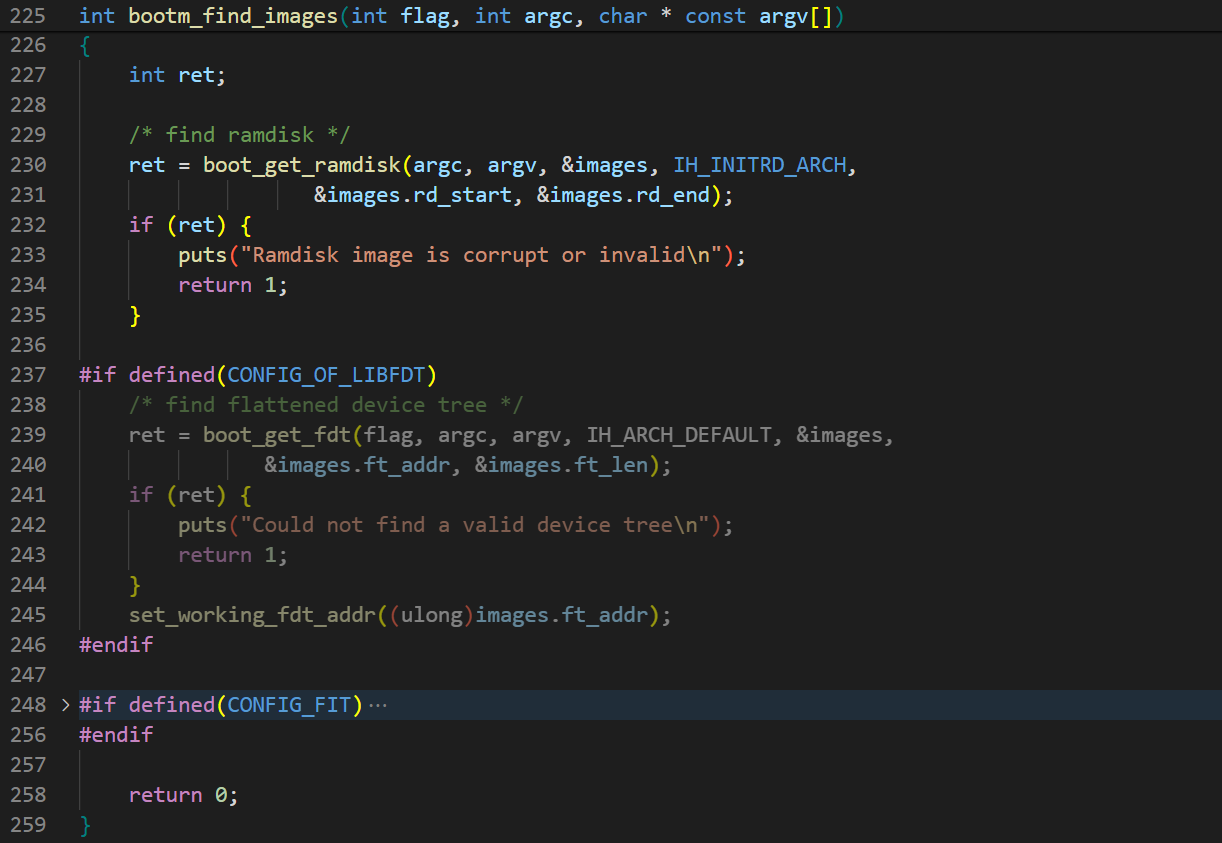 225 int bootm_find_images(int flag, int argc, char * const argv[])
226 {
227     int ret;
228
229     /* find ramdisk */
230     ret = boot_get_ramdisk(argc, argv, &images, IH_INITRD_ARCH,
231                    &images.rd_start, &images.rd_end);
232     if (ret) {
233         puts("Ramdisk image is corrupt or invalid\n");
234         return 1;
235     }
236
237 #if defined(CONFIG_OF_LIBFDT)
238     /* find flattened device tree */
239     ret = boot_get_fdt(flag, argc, argv, IH_ARCH_DEFAULT, &images,
240                &images.ft_addr, &images.ft_len);
241     if (ret) {
242         puts("Could not find a valid device tree\n");
243         return 1;
244     }
245     set_working_fdt_addr((ulong)images.ft_addr);
246 #endif
247
248 > #if defined(CONFIG_FIT) ···
256 #endif
257
258     return 0;
259 }